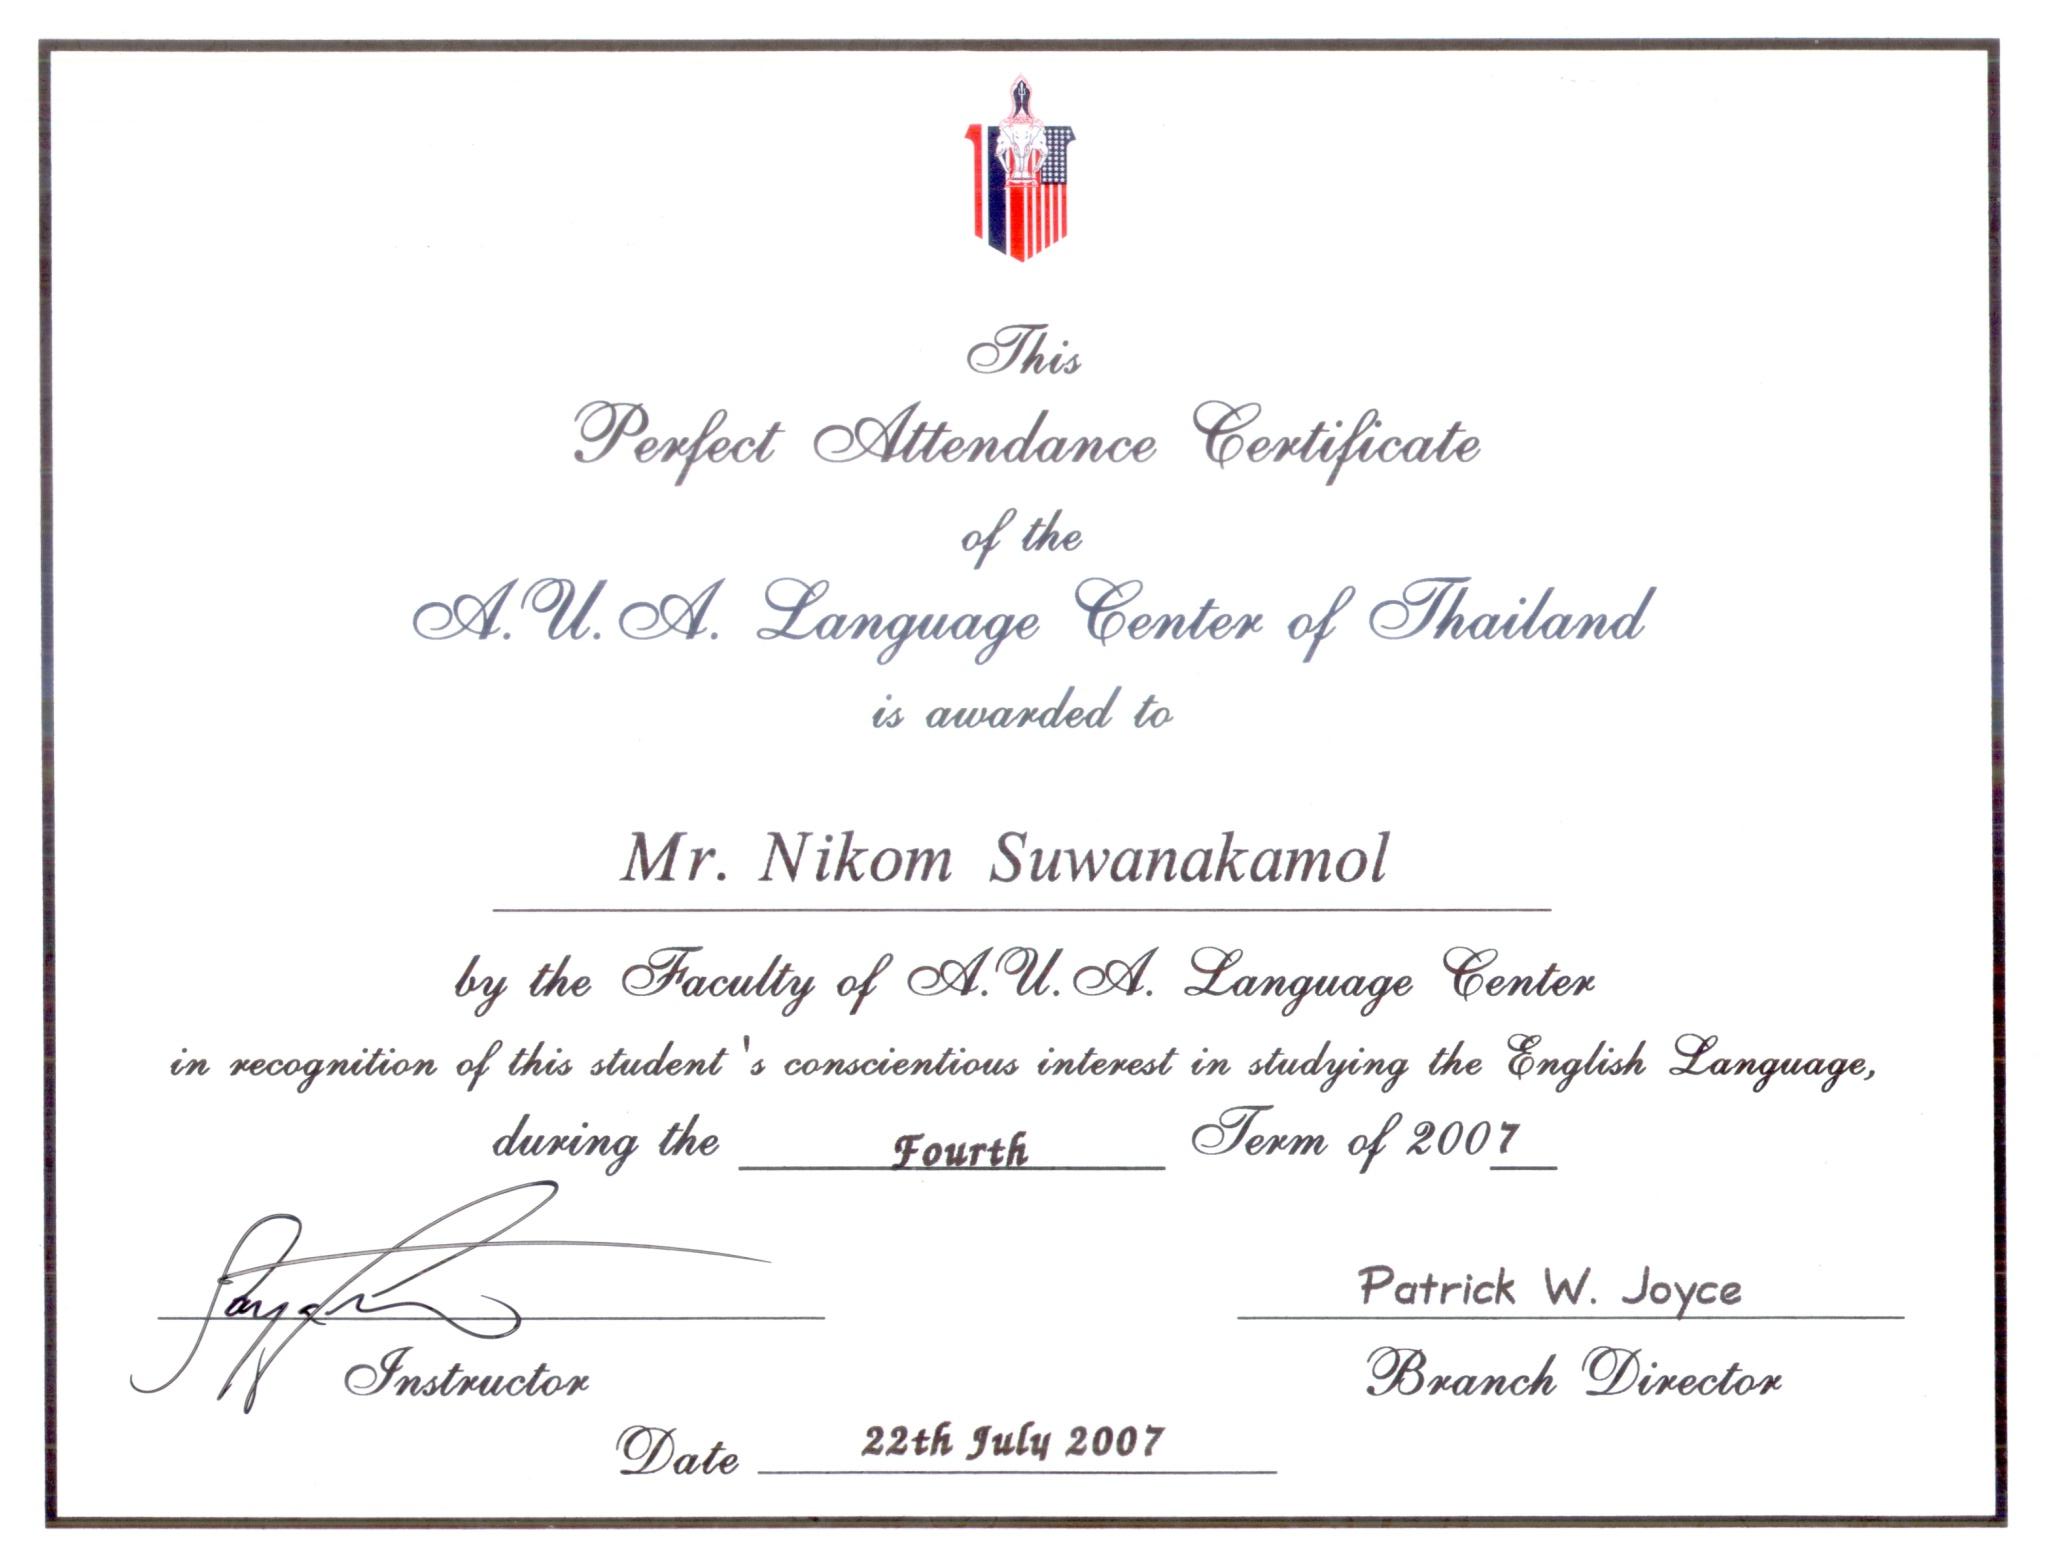 This
Perfect Attendance Certificate
of the
A.U.A. Language Center of Thailand
is awarded to
Mr. Nikom Suwanakamol
by the Faculty of A.U.A. Language Center
in recognition of this student's conscientious interest in studying the English Language,
during the Fourth Term of 2007
Patrick W. Joyce
Instructor Branch Director
Date 22th July 2007